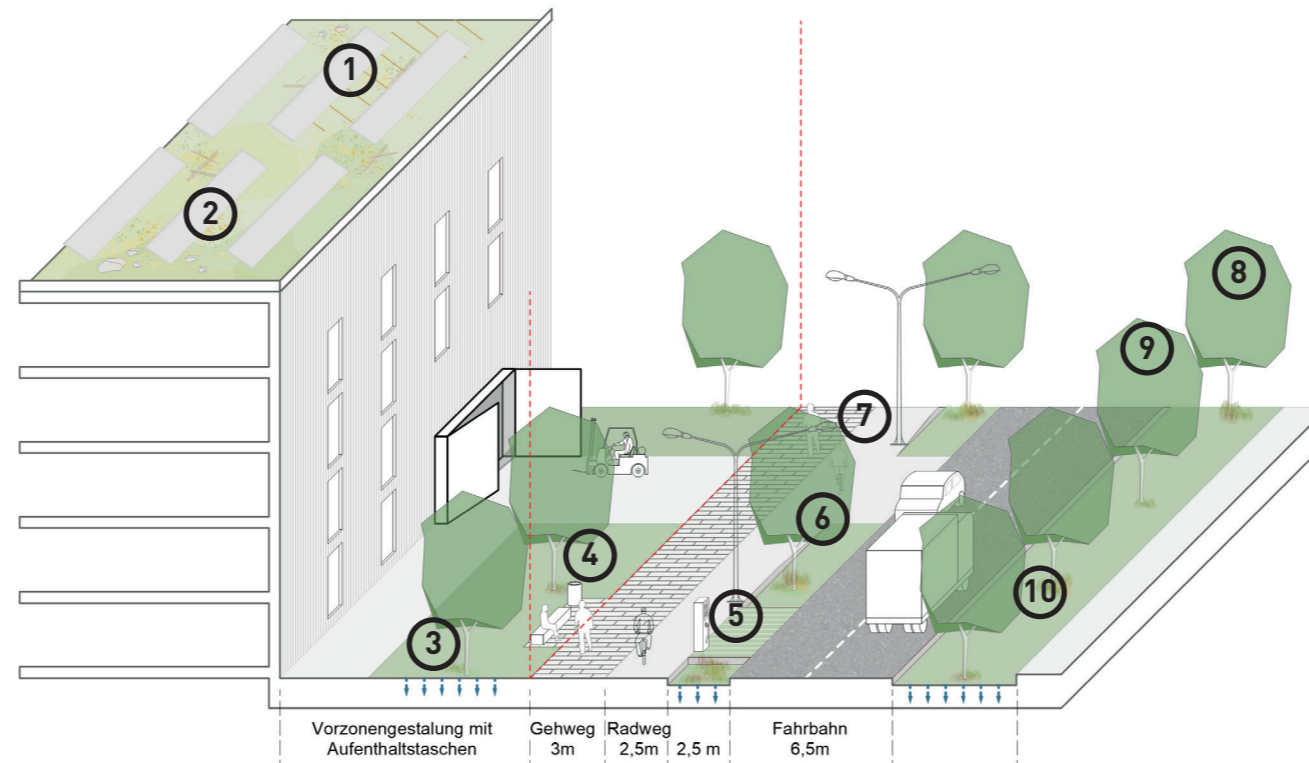 1
2
3
4
5
6
7
8
9
10
Vorzonengestalung mit
Aufenthaltstaschen
Gehweg
3m
Radweg
2,5m
2,5 m
Fahrbahn
6,5m